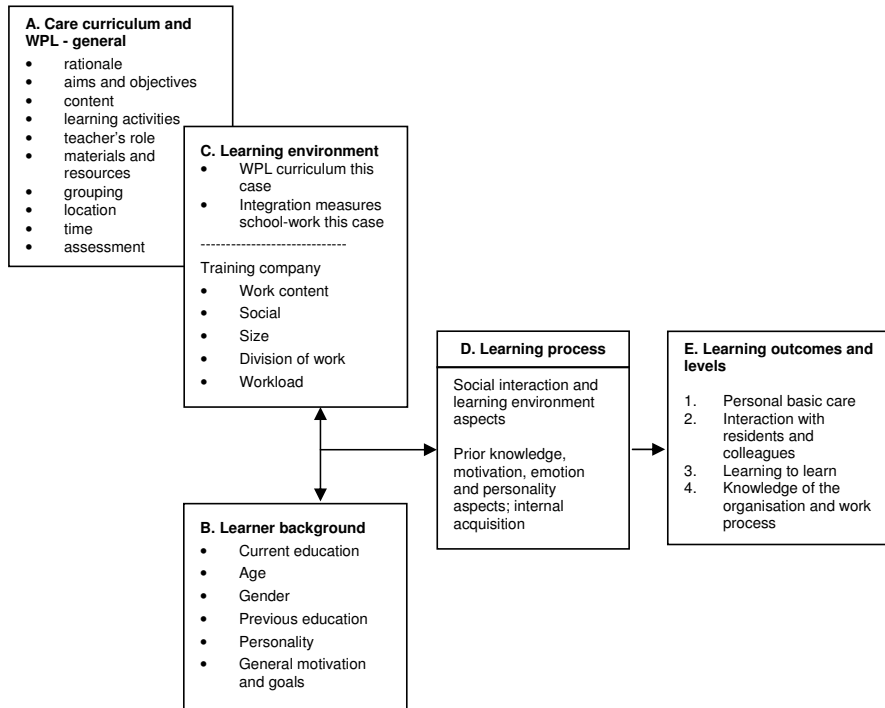 A. Care curriculum and
WPL - general
• rationale
• aims and objectives
• content
• learning activities
• teacher's role
• materials and
resources
• grouping
• location
• time
• assessment
C. Learning environment
• WPL curriculum this
case
• Integration measures
school-work this case
-----------------------------
Training company
• Work content
• Social
• Size
• Division of work
• Workload
B. Learner background
• Current education
• Age
• Gender
• Previous education
• Personality
• General motivation
and goals
D. Learning process
Social interaction and
learning environment
aspects
Prior knowledge,
motivation, emotion
and personality
aspects; internal
acquisition
E. Learning outcomes and
levels
1. Personal basic care
2. Interaction with
residents and
colleagues
3. Learning to learn
4. Knowledge of the
organisation and work
process